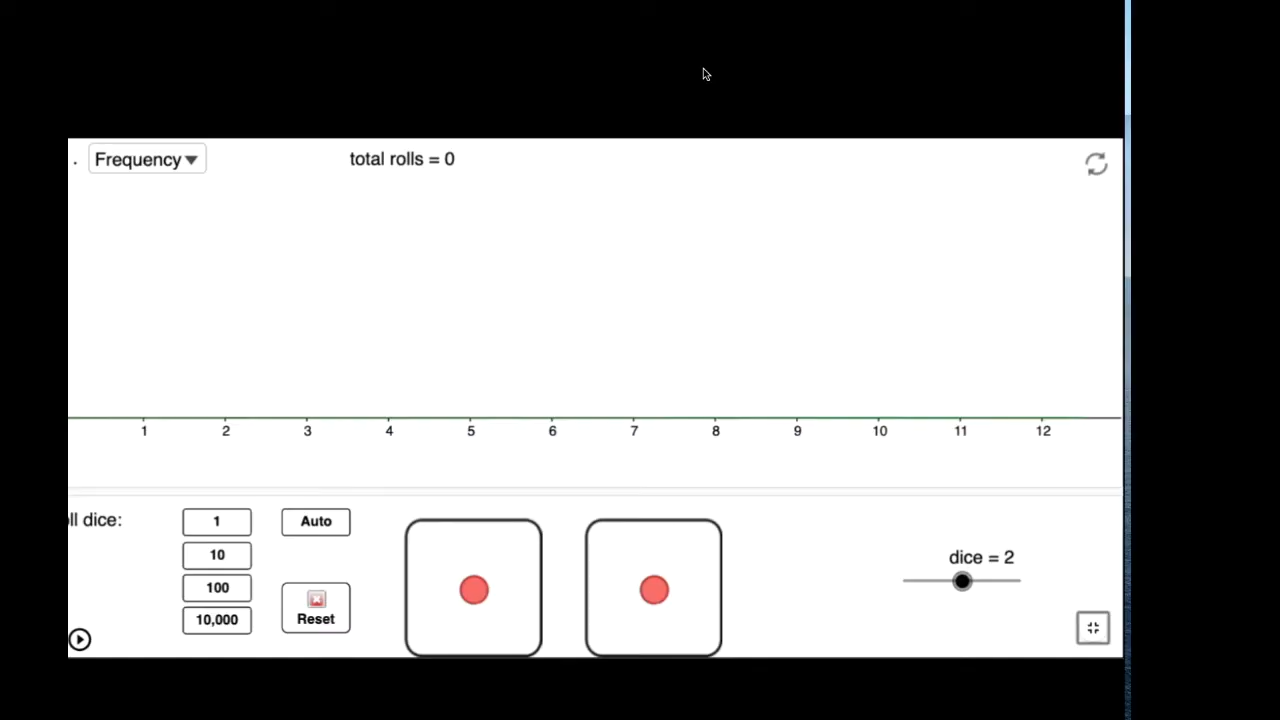 . Frequency▼ total rolls = 0
1 2 3 4 5 6 7 8 9 10 11 12
ll dice:
1
10
100
10,000
Auto
Reset
dice = 2